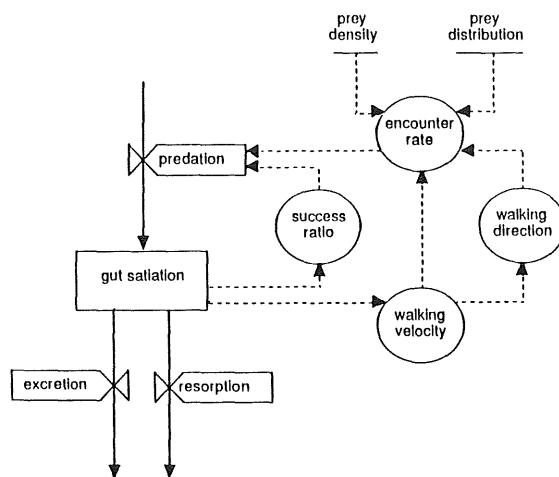 prey
density
prey
distribution
encounter
rate
predation
success
ratio
walking
direction
gut satiation
walking
velocity
excretion
resorption